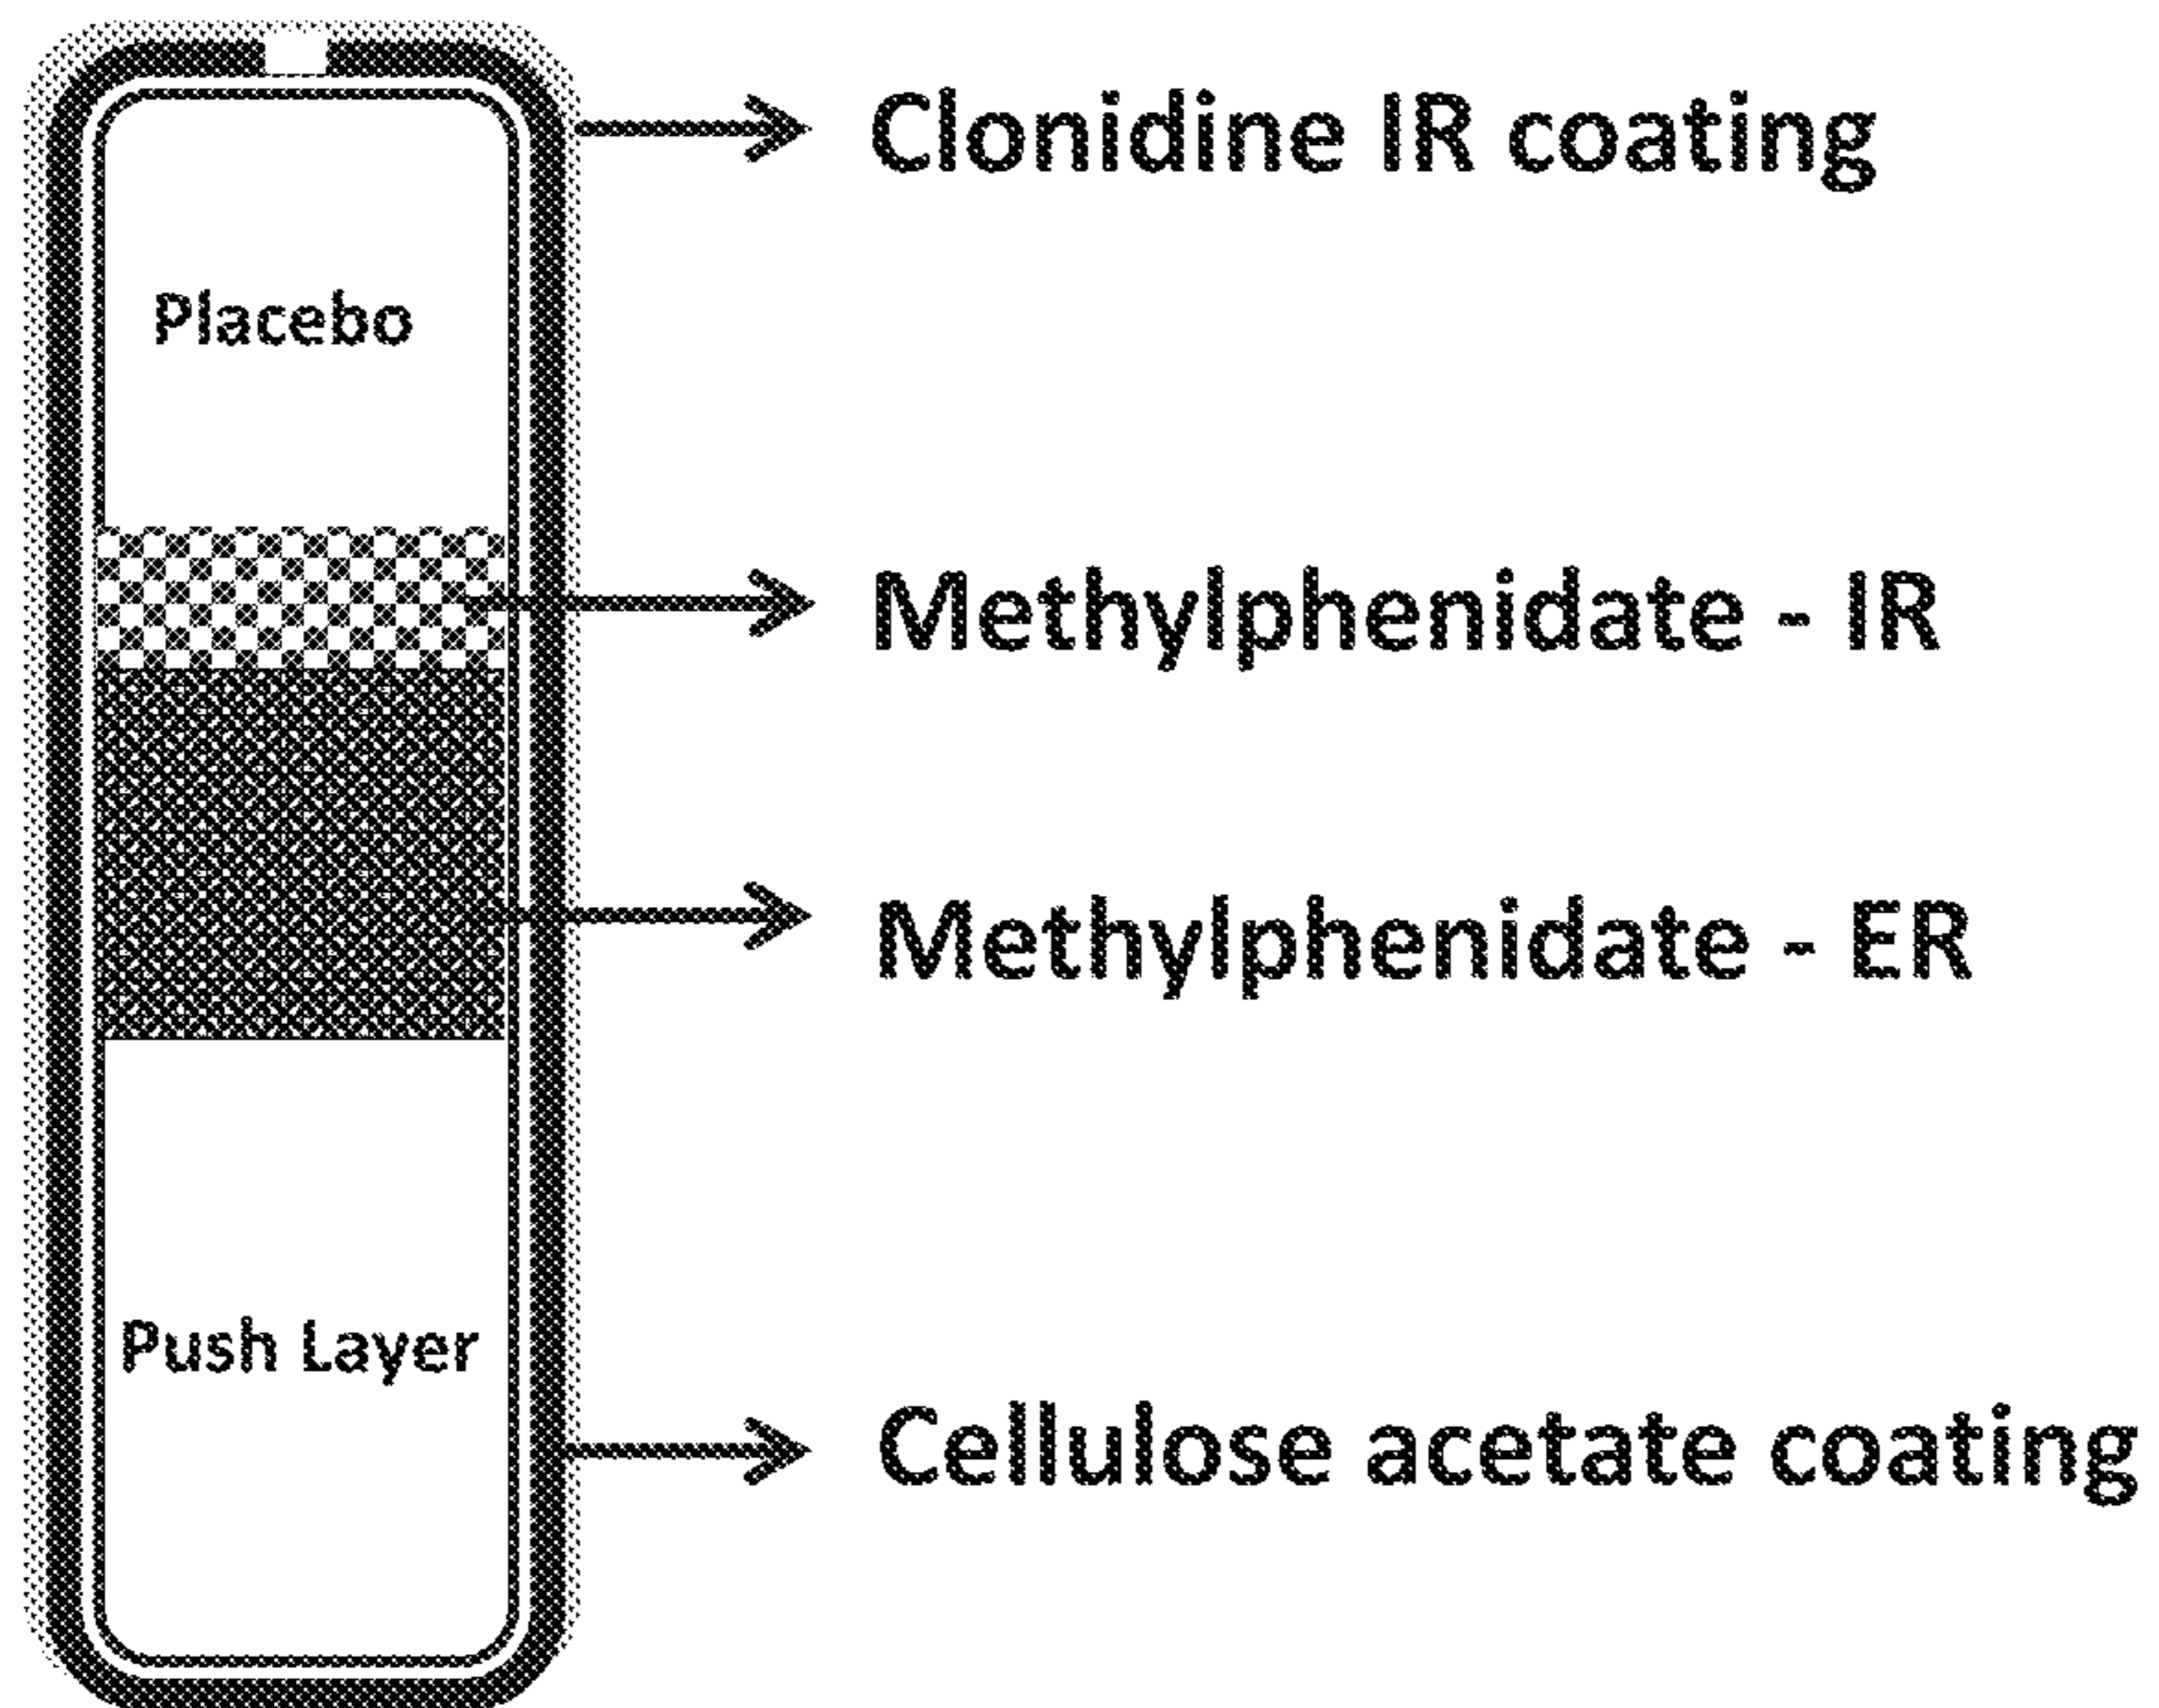 Clonidine IR coating
Placebo
Methylphenidate - IR
Methylphenidate - ER
Push Layer
Cellulose acetate coating